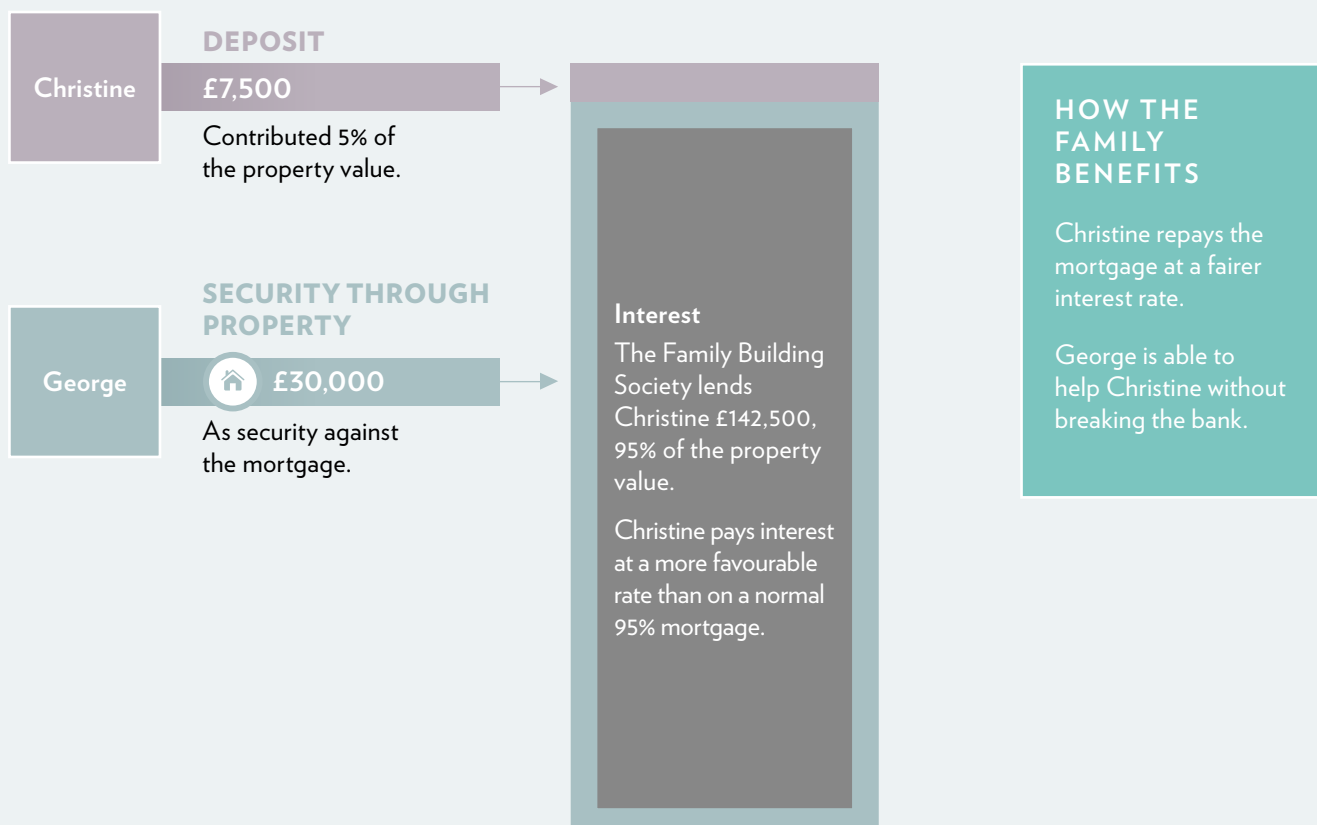 Christine
DEPOSIT
£7,500
Contributed 5% of
the property value.
George
SECURITY THROUGH
PROPERTY
£30,000
As security against
the mortgage.
Interest
The Family Building
Society lends
Christine £142,500,
95% of the property
value.
Christine pays interest
at a more favourable
rate than on a normal
95% mortgage.
HOW THE
FAMILY
BENEFITS
Christine repays the
mortgage at a fairer
interest rate.
George is able to
help Christine without
breaking the bank.